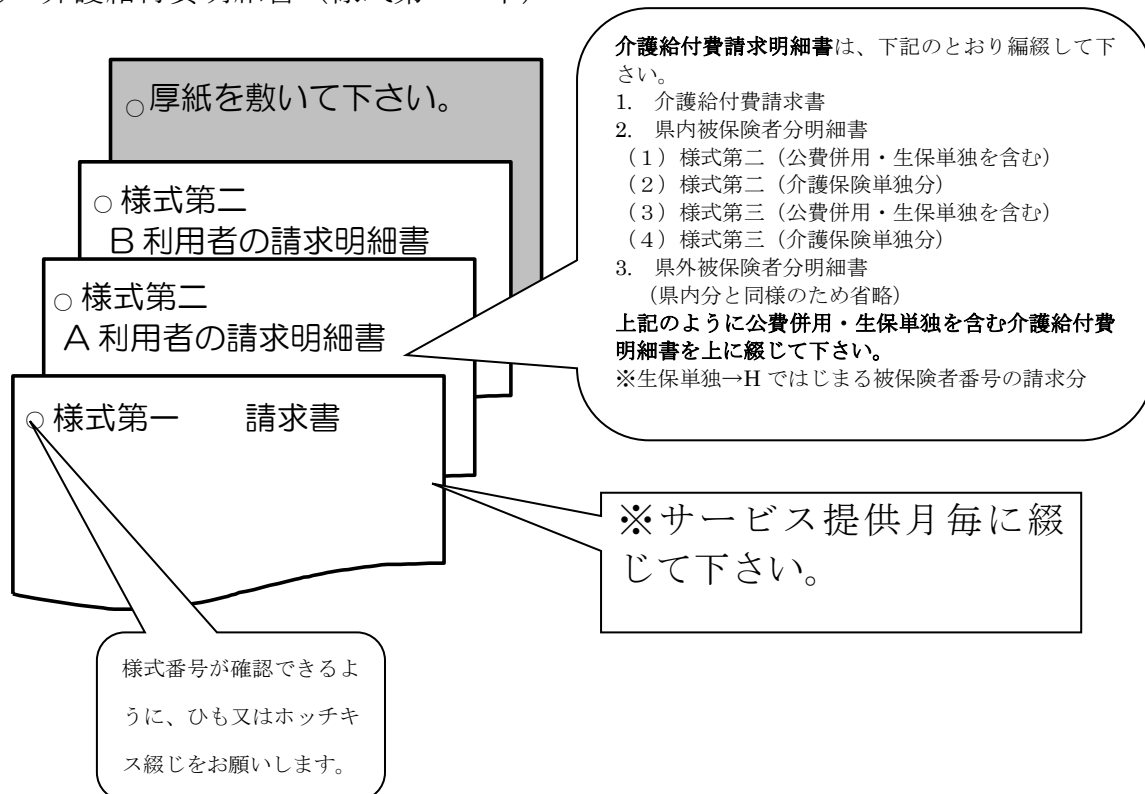 ○厚紙を敷いて下さい。
○ 様式第二
B 利用者の請求明細書
○ 様式第二
A 利用者の請求明細書
○ 様式第一　　請求書
介護給付費請求明細書は、下記のとおり編綴して下
さい。
1.　介護給付費請求書
2.　県内被保険者分明細書
（１）様式第二（公費併用・生保単独を含む）
（２）様式第二（介護保険単独分）
（３）様式第三（公費併用・生保単独を含む）
（４）様式第三（介護保険単独分）
3.　県外被保険者分明細書
（県内分と同様のため省略）
上記のように公費併用・生保単独を含む介護給付費
明細書を上に綴じて下さい。
※生保単独→H ではじまる被保険者番号の請求分
※サービス提供月毎に綴
じて下さい。
様式番号が確認できるよ
うに、ひも又はホッチキ
ス綴じをお願いします。